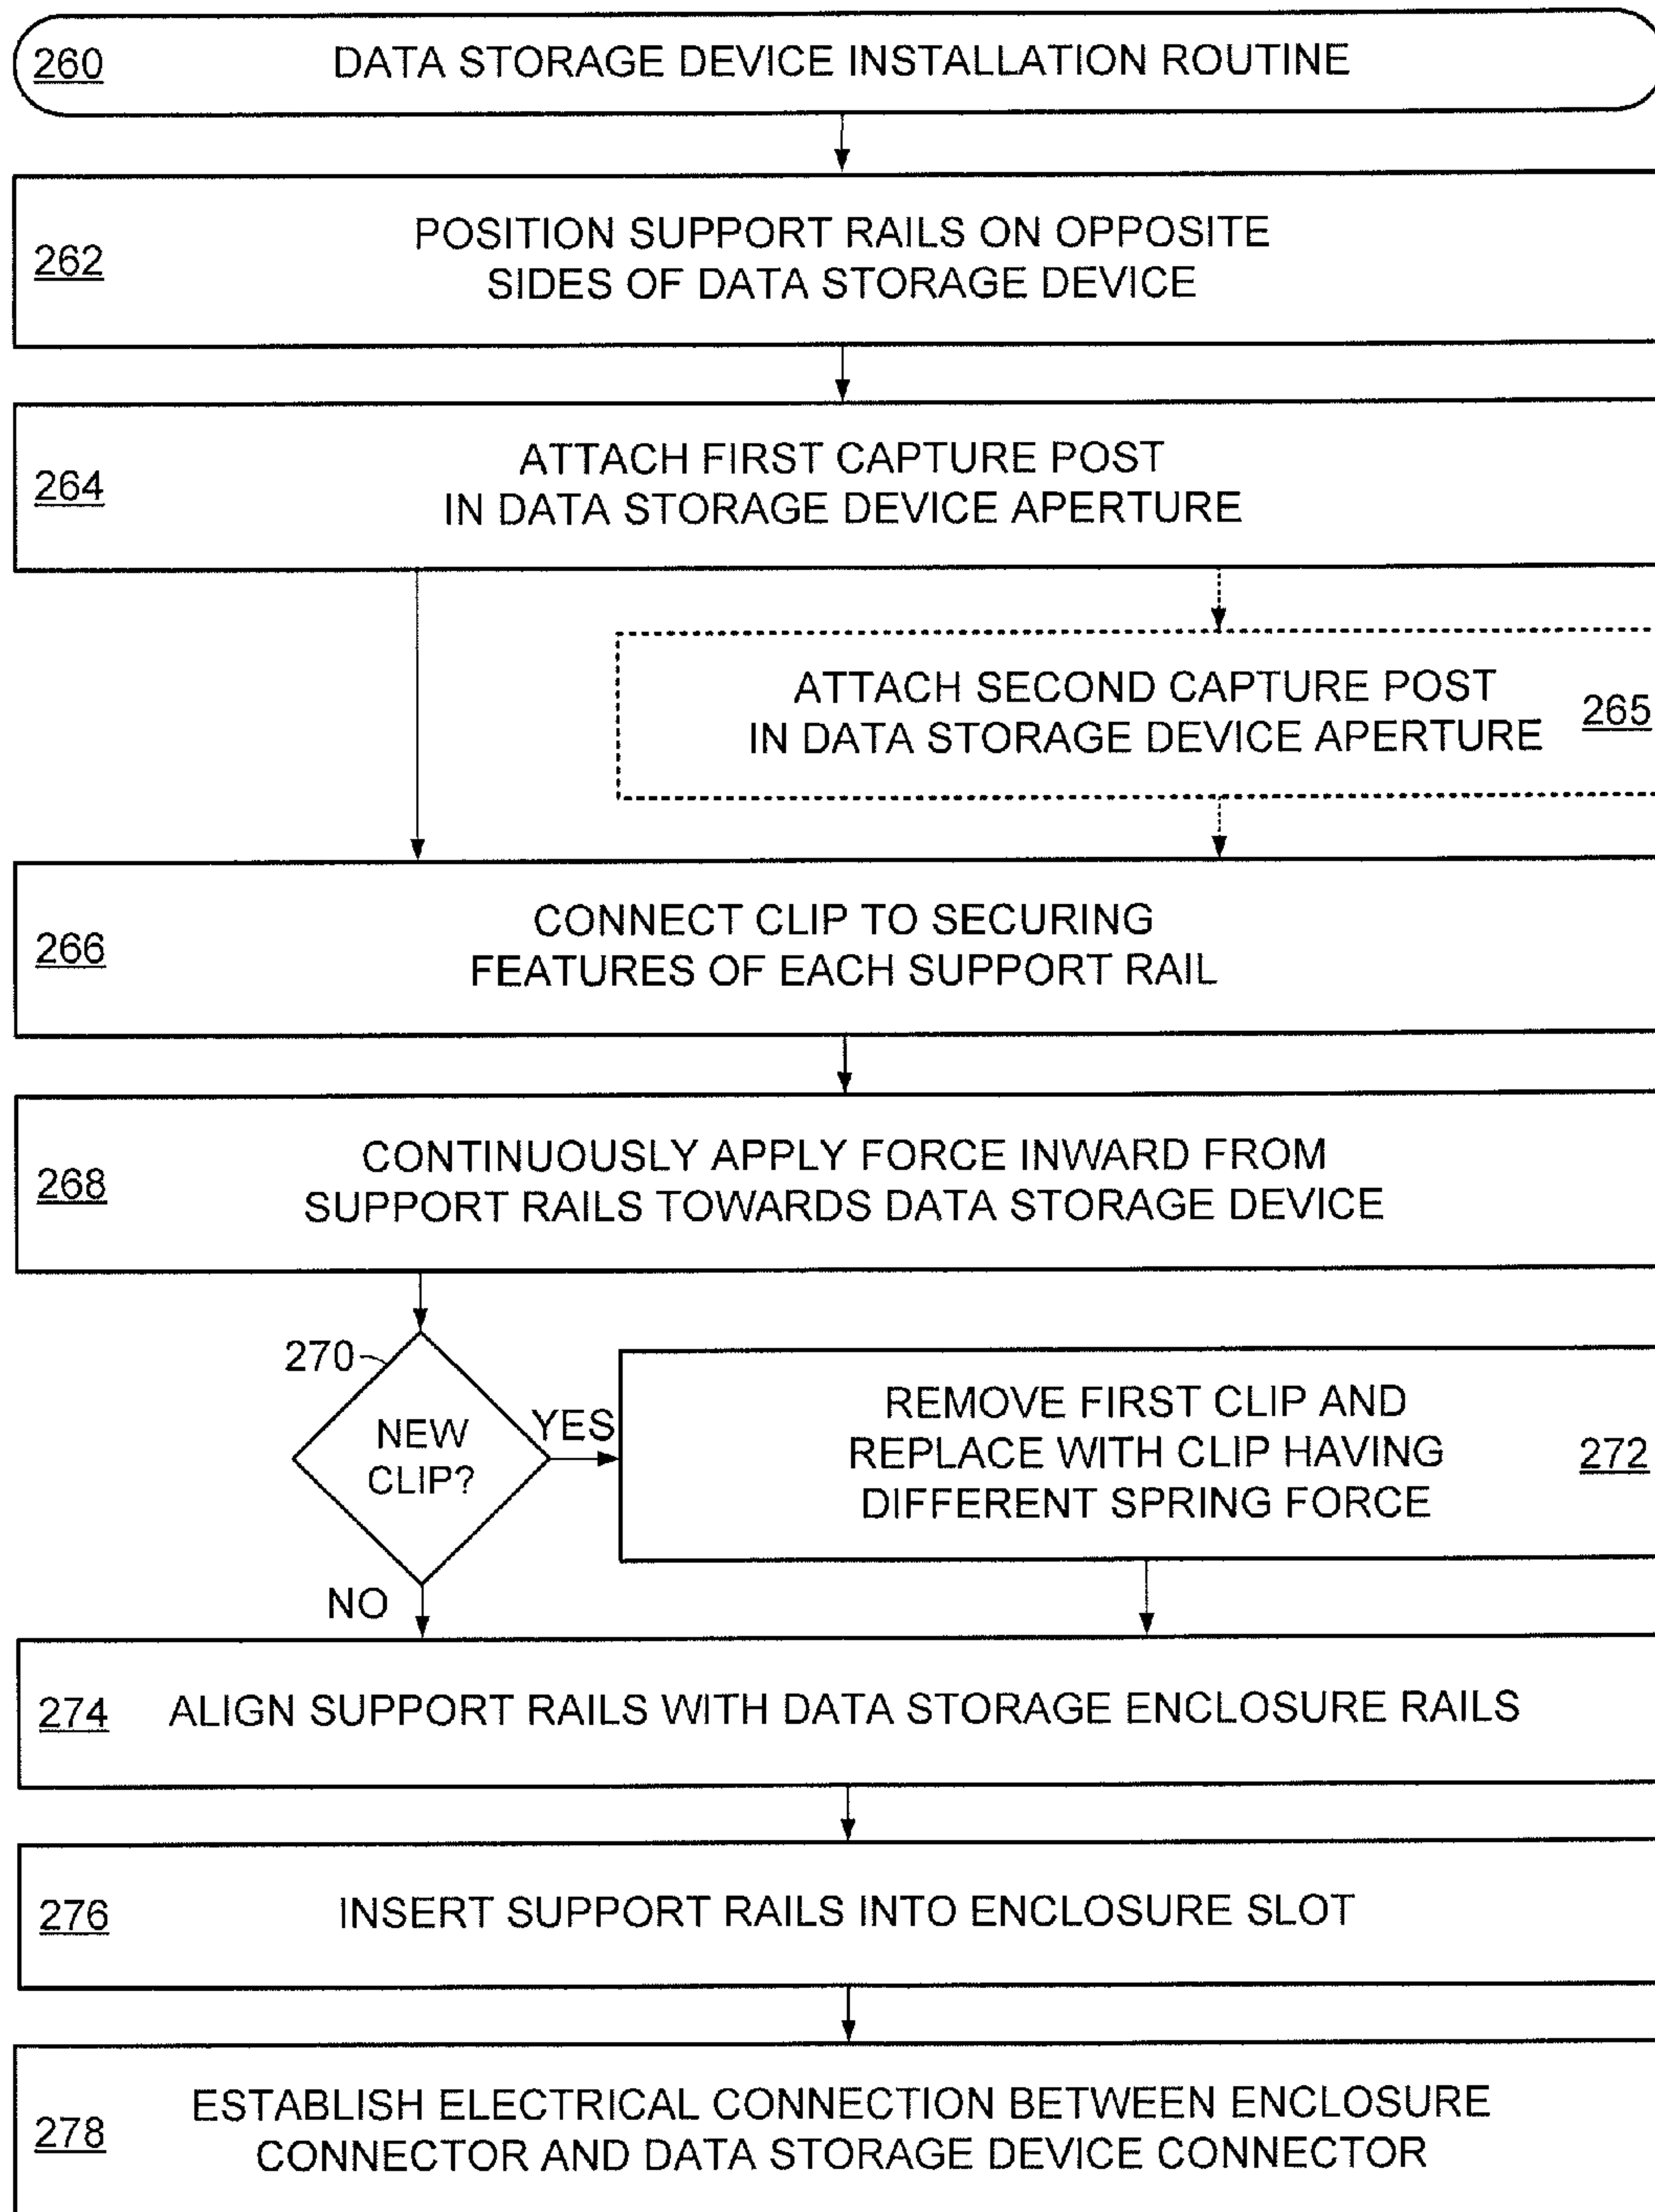 260
DATA STORAGE DEVICE INSTALLATION ROUTINE
262
POSITION SUPPORT RAILS ON OPPOSITE
SIDES OF DATA STORAGE DEVICE
264
ATTACH FIRST CAPTURE POST
IN DATA STORAGE DEVICE APERTURE
ATTACH SECOND CAPTURE POST
IN DATA STORAGE DEVICE APERTURE
265
266
CONNECT CLIP TO SECURING
FEATURES OF EACH SUPPORT RAIL
268
CONTINUOUSLY APPLY FORCE INWARD FROM
SUPPORT RAILS TOWARDS DATA STORAGE DEVICE
270
NEW
CLIP?
YES
NO
REMOVE FIRST CLIP AND
REPLACE WITH CLIP HAVING
DIFFERENT SPRING FORCE
272
274
ALIGN SUPPORT RAILS WITH DATA STORAGE ENCLOSURE RAILS
276
INSERT SUPPORT RAILS INTO ENCLOSURE SLOT
278
ESTABLISH ELECTRICAL CONNECTION BETWEEN ENCLOSURE
CONNECTOR AND DATA STORAGE DEVICE CONNECTOR